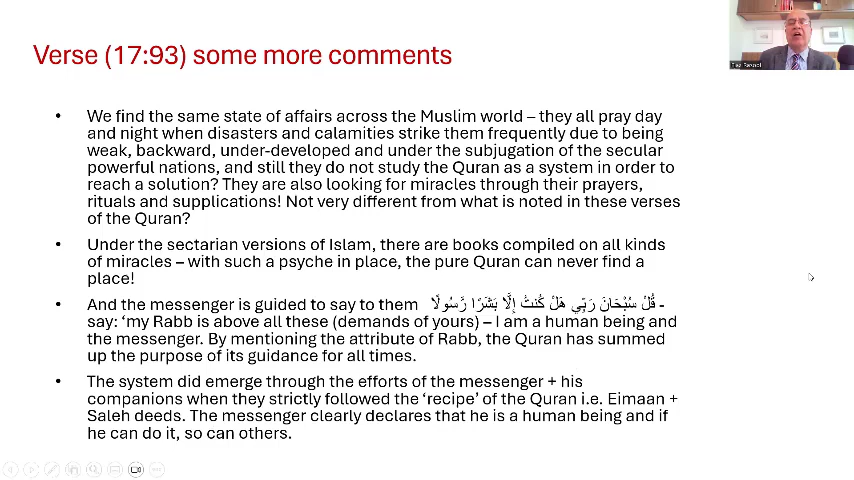 Verse (17:93) some more comments
• We find the same state of affairs across the Muslim world – they all pray day
and night when disasters and calamities strike them frequently due to being
weak, backward, under-developed and under the subjugation of the secular
powerful nations, and still they do not study the Quran as a system in order to
reach a solution? They are also looking for miracles through their prayers,
rituals and supplications! Not very different from what is noted in these verses
of the Quran?
• Under the sectarian versions of Islam, there are books compiled on all kinds
of miracles – with such a psyche in place, the pure Quran can never find a
place!
• And the messenger is guided to say to them قُلْ سُبْحَانَ رَبِّي هَلْ كُنتُ إِلَّا بَشَرًا رَّسُولًا -
say: ‘my Rabb is above all these (demands of yours) – I am a human being and
the messenger. By mentioning the attribute of Rabb, the Quran has summed
up the purpose of its guidance for all times.
• The system did emerge through the efforts of the messenger + his
companions when they strictly followed the ‘recipe’ of the Quran i.e. Eimaan +
Saleh deeds. The messenger clearly declares that he is a human being and if
he can do it, so can others.